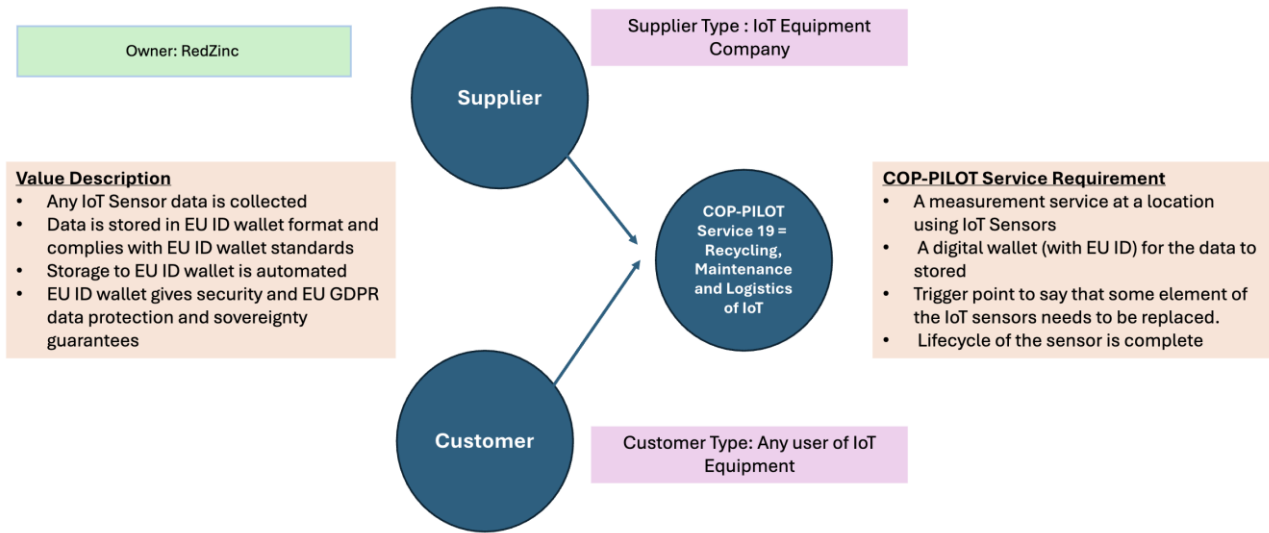 Owner: RedZinc
Supplier
Supplier Type : IoT Equipment
Company
Value Description
• Any IoT Sensor data is collected
• Data is stored in EU ID wallet format and
complies with EU ID wallet standards
• Storage to EU ID wallet is automated
• EU ID wallet gives security and EU GDPR
data protection and sovereignty
guarantees
COP-PILOT
Service 19 =
Recycling,
Maintenance
and Logistics
of IoT
COP-PILOT Service Requirement
• A measurement service at a location
using IoT Sensors
• A digital wallet (with EU ID) for the data to
stored
• Trigger point to say that some element of
the IoT sensors needs to be replaced.
• Lifecycle of the sensor is complete
Customer
Customer Type: Any user of IoT
Equipment